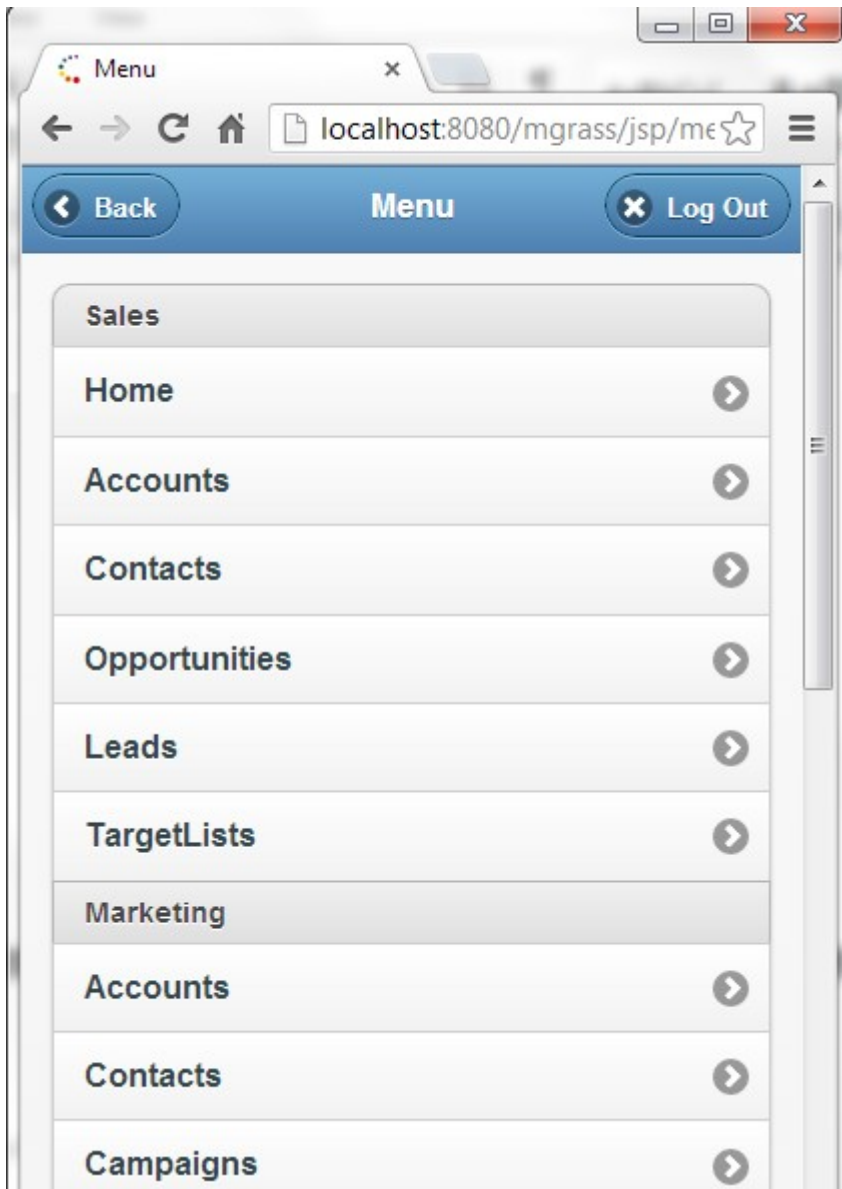 Menu
localhost:8080/mgrass/jsp/me
Back
Menu
Log Out
Sales
Home
Accounts
Contacts
Opportunities
Leads
TargetLists
Marketing
Accounts
Contacts
Campaigns